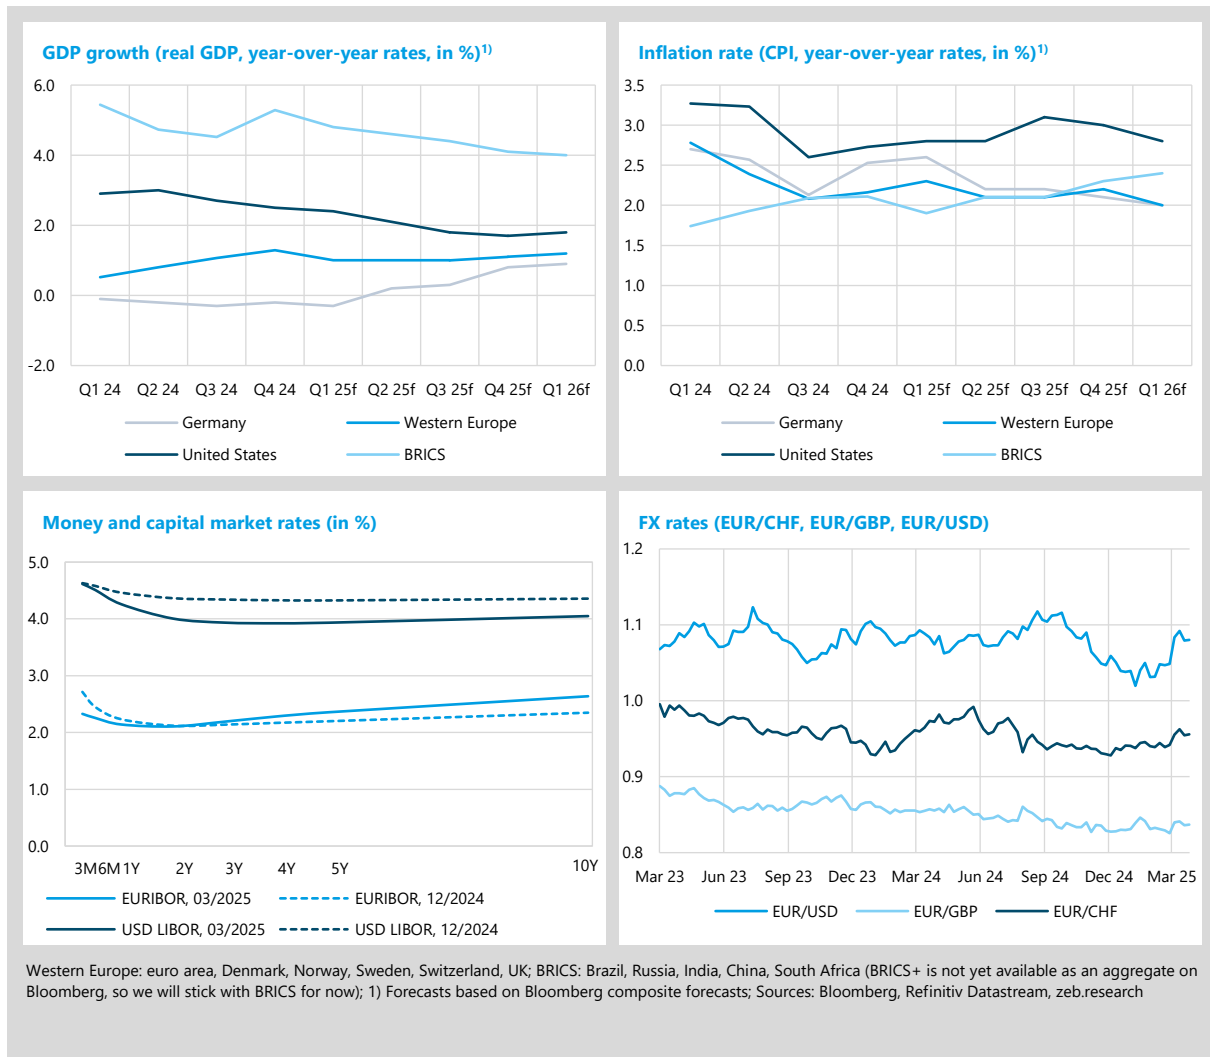 GDP growth (real GDP, year-over-year rates, in %)1)
6.0
4.0
2.0
0.0
-2.0
Q1 24 Q2 24 Q3 24 Q4 24 Q1 25f Q2 25f Q3 25f Q4 25f Q1 26f
Germany Western Europe
United States BRICS
Inflation rate (CPI, year-over-year rates, in %)1)
3.5
3.0
2.5
2.0
1.5
1.0
0.5
0.0
Q1 24 Q2 24 Q3 24 Q4 24 Q1 25f Q2 25f Q3 25f Q4 25f Q1 26f
Germany Western Europe
United States BRICS
Money and capital market rates (in %)
5.0
4.0
3.0
2.0
1.0
0.0
3M 6M 1Y 2Y 3Y 4Y 5Y 10Y
EURIBOR, 03/2025 EURIBOR, 12/2024
USD LIBOR, 03/2025 USD LIBOR, 12/2024
FX rates (EUR/CHF, EUR/GBP, EUR/USD)
1.2
1.1
1.0
0.9
0.8
Mar 23 Jun 23 Sep 23 Dec 23 Mar 24 Jun 24 Sep 24 Dec 24 Mar 25
EUR/USD EUR/GBP EUR/CHF
Western Europe: euro area, Denmark, Norway, Sweden, Switzerland, UK; BRICS: Brazil, Russia, India, China, South Africa (BRICS+ is not yet available as an aggregate on
Bloomberg, so we will stick with BRICS for now); 1) Forecasts based on Bloomberg composite forecasts; Sources: Bloomberg, Refinitiv Datastream, zeb.research